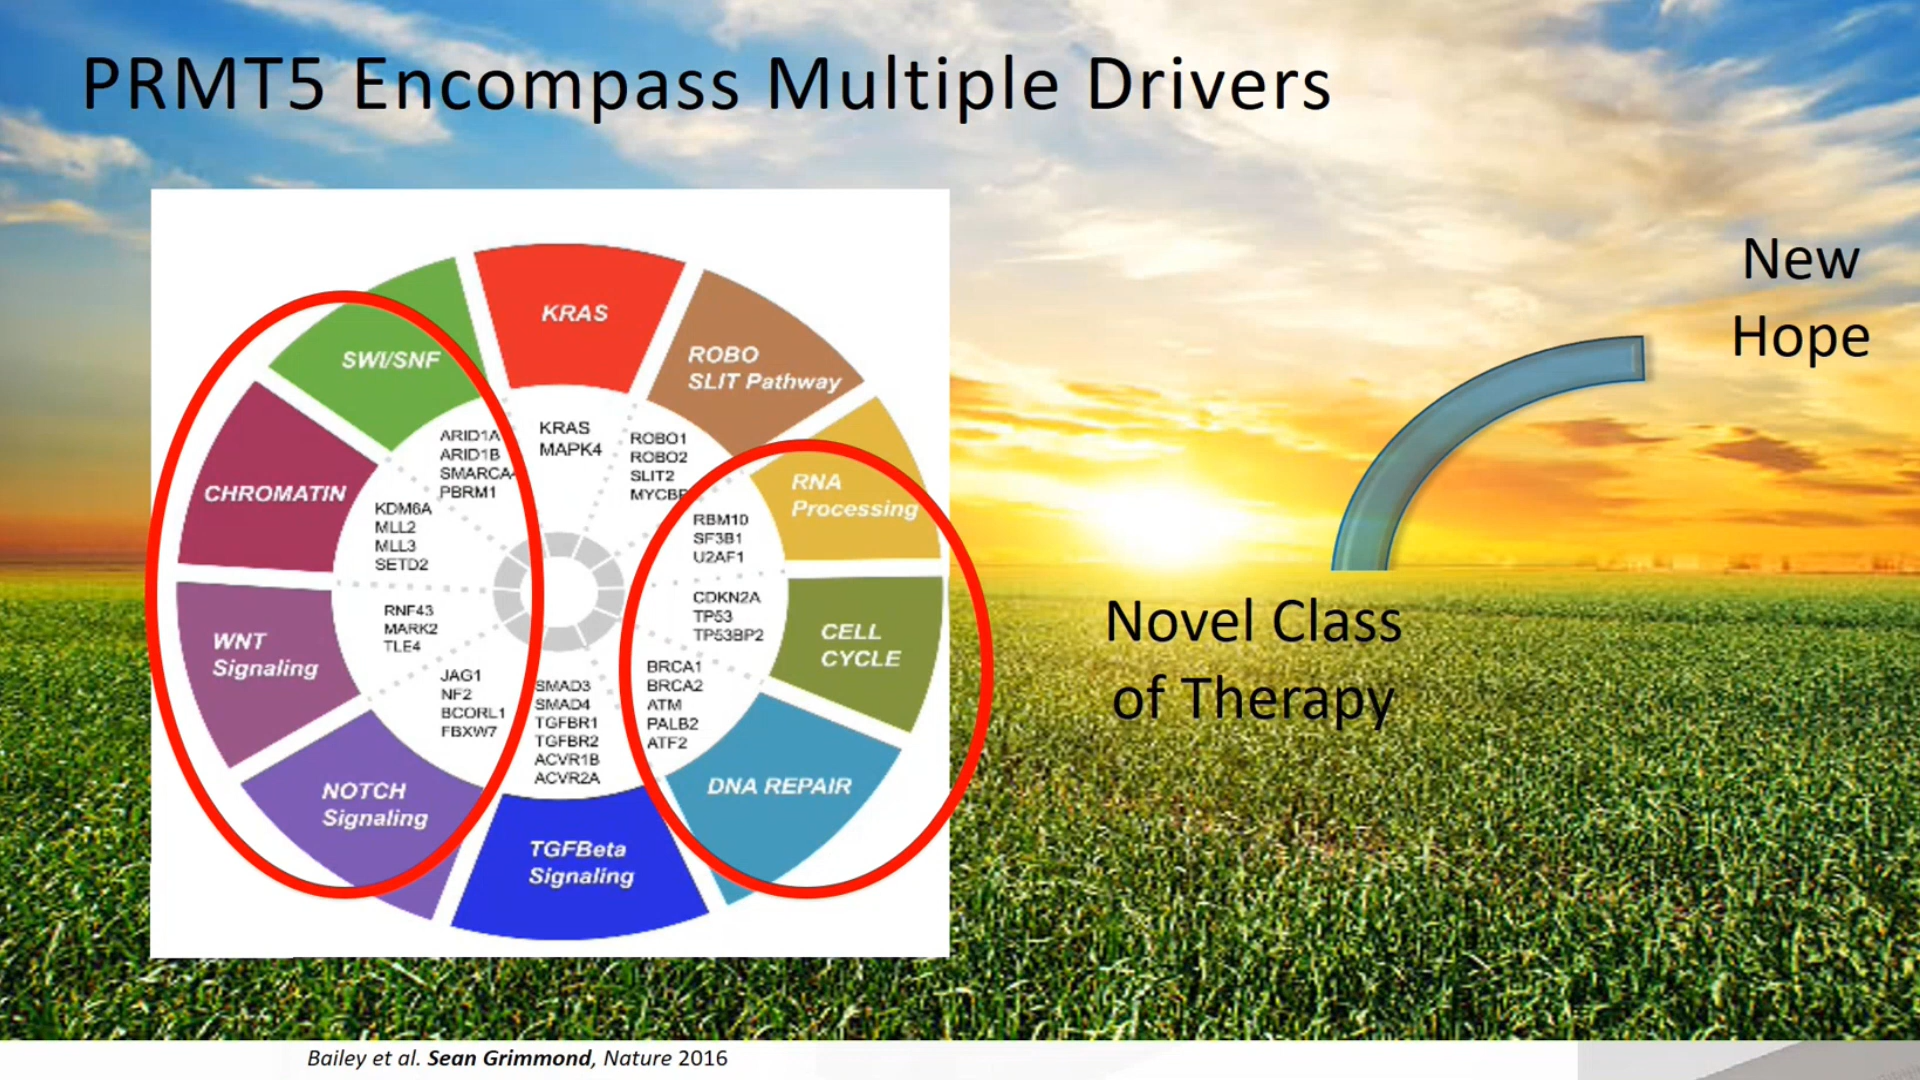 PRMT5 Encompass Multiple Drivers
KRAS
ROBO
SLIT Pathway
RNA
Processing
CELL
CYCLE
DNA REPAIR
TGFBeta
Signaling
NOTCH
Signaling
WNT
Signaling
CHROMATIN
SWI/SNF
KRAS
MAPK4
ROBO1
ROBO2
SLIT2
RBM10
SF3B1
U2AF1
CDKN2A
TP53
TP53BP2
BRCA1
BRCA2
ATM
PALB2
ATF2
SMAD3
SMAD4
TGFBR1
TGFBR2
ACVR1B
ACVR2A
JAG1
NF2
BCORL1
FBXW7
RNF43
MARK2
TLE4
KDM6A
MLL2
MLL3
SETD2
ARID1A
ARID1B
PBRM1
New
Hope
Novel Class
of Therapy
Bailey et al. Sean Grimmond, Nature 2016